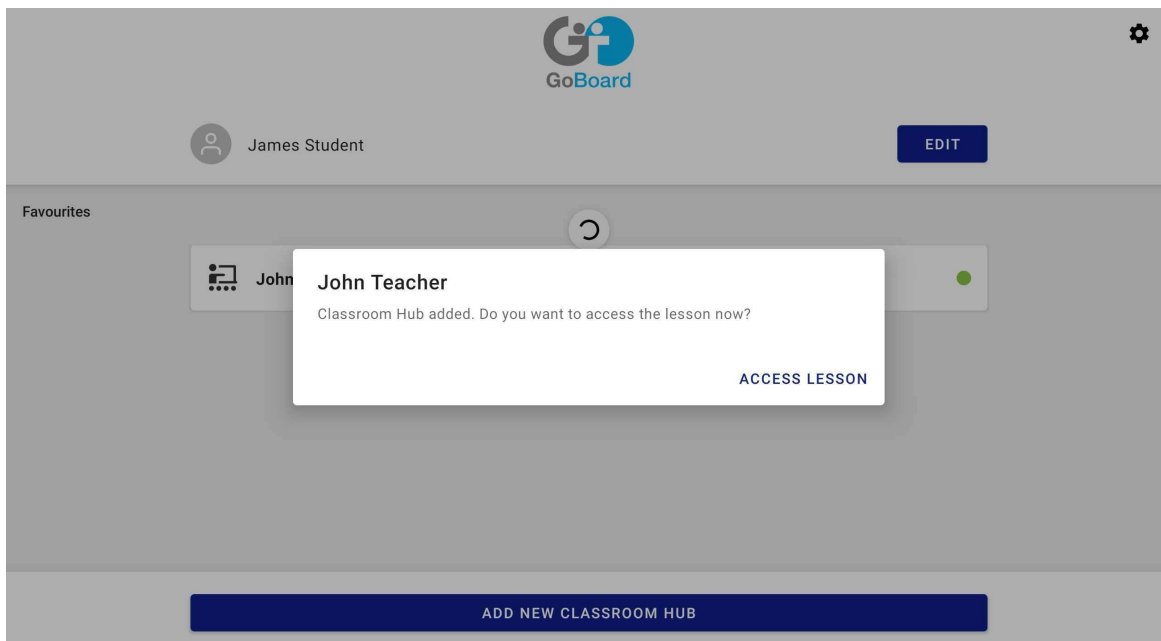 GoBoard
James Student
EDIT
Favourites
John
John Teacher
Classroom Hub added. Do you want to access the lesson now?
ACCESS LESSON
ADD NEW CLASSROOM HUB